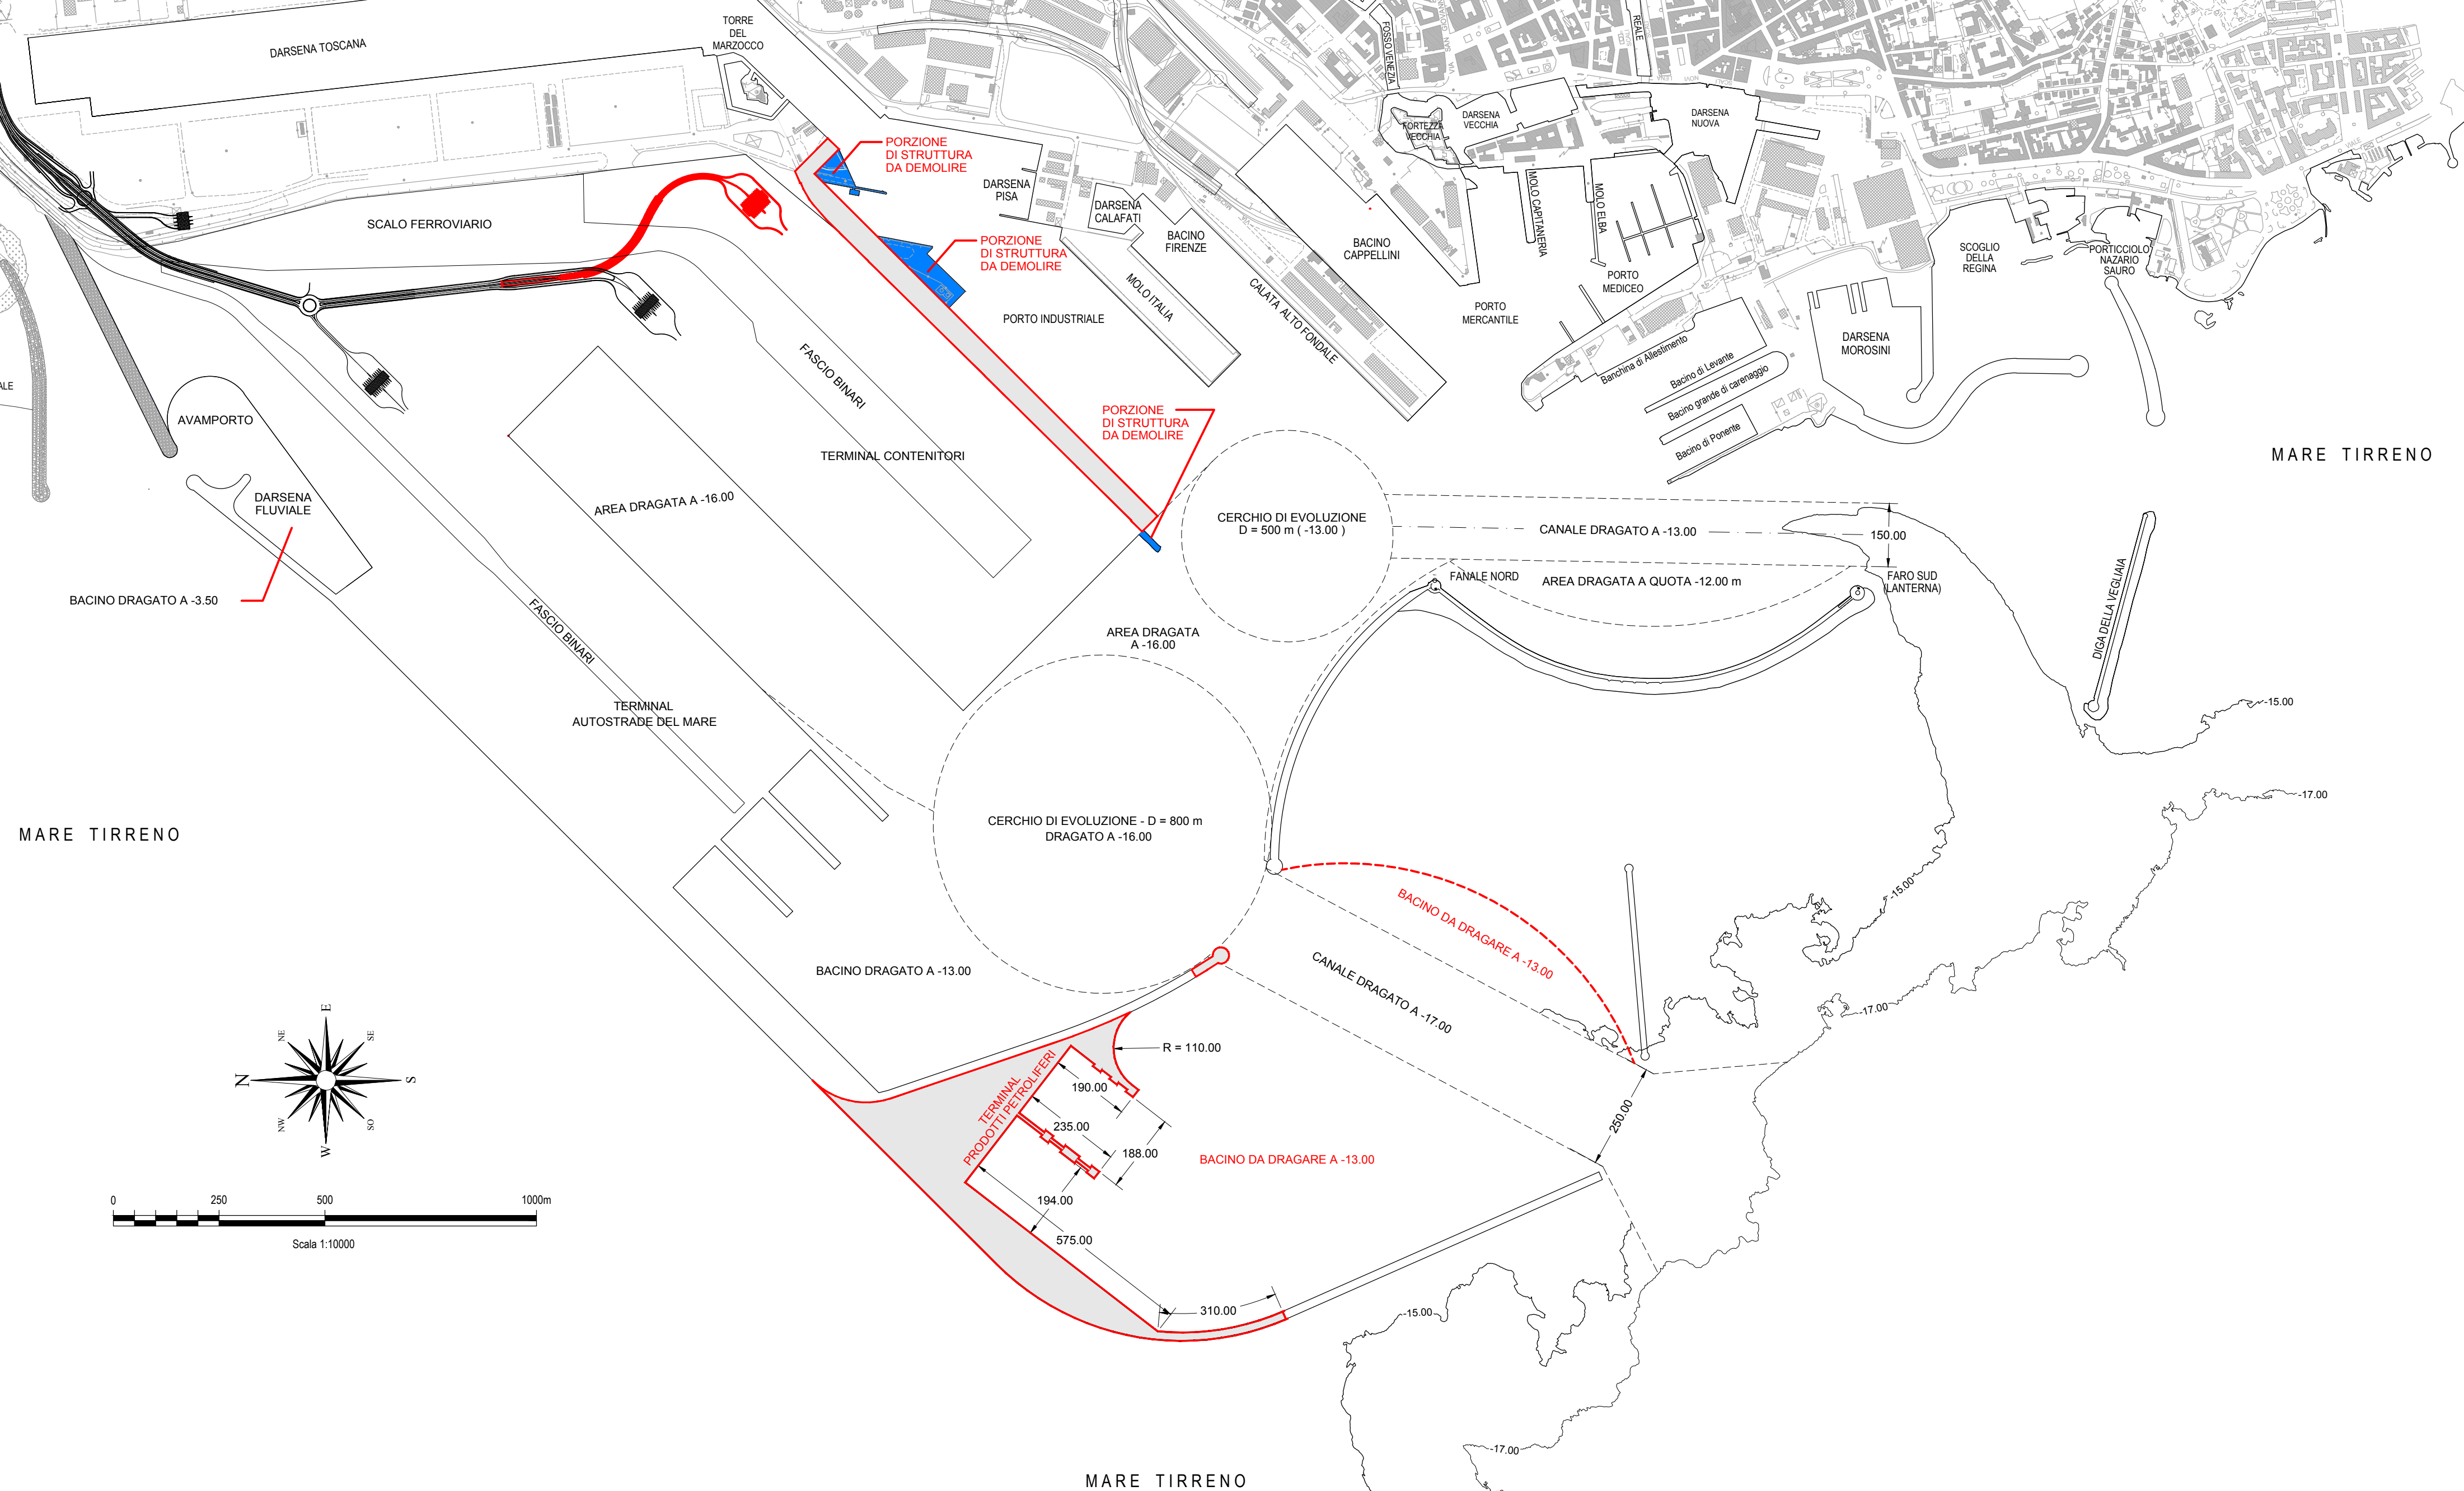 DARSENA TOSCANA
TORRE
DEL
MARZOCCO
FOSSO VENEZIA
REALE
PORZIONE
DI STRUTTURA
DA DEMOLIRE
FORTEZZA
VECCHIA
DARSENA
VECCHIA
DARSENA
NUOVA
MOLO CAPITANERIA
MOLO ELBA
DARSENA
PISA
DARSENA
CALAFATI
BACINO
FIRENZE
BACINO
CAPPELLINI
SCALO FERROVIARIO
PORZIONE
DI STRUTTURA
DA DEMOLIRE
MOLO ITALIA
CALATA ALTO FONDALE
PORTO INDUSTRIALE
PORTO
MEDICEO
PORTO
MERCANTILE
SCOGLIO
DELLA
REGINA
PORTICCIOLO
NAZARIO
SAURO
Banchina di Allestimento
Bacino di Levante
Bacino grande di carenaggio
Bacino di Ponente
DARSENA
MOROSINI
ALE
AVAMPORTO
FASCIO BINARI
PORZIONE
DI STRUTTURA
DA DEMOLIRE
TERMINAL CONTENITORI
MARE TIRRENO
DARSENA
FLUVIALE
AREA DRAGATA A -16.00
CERCHIO DI EVOLUZIONE
D = 500 m ( -13.00 )
CANALE DRAGATO A -13.00
150.00
BACINO DRAGATO A -3.50
FANALE NORD
AREA DRAGATA A QUOTA -12.00 m
FARO SUD
(LANTERNA)
DIGA DELLA VEGLIAIA
FASCIO BINARI
AREA DRAGATA
A -16.00
TERMINAL
AUTOSTRADE DEL MARE
-15.00
-17.00
CERCHIO DI EVOLUZIONE - D = 800 m
DRAGATO A -16.00
MARE TIRRENO
BACINO DA DRAGARE A -13.00
-15.00
BACINO DRAGATO A -13.00
CANALE DRAGATO A -17.00
-17.00
E
NE
SE
N
S
NW
SO
W
R = 110.00
TERMINAL
PRODOTTI PETROLIFERI
190.00
235.00
188.00
250.00
BACINO DA DRAGARE A -13.00
194.00
575.00
310.00
-15.00
0 250 500 1000m
Scala 1:10000
-17.00
MARE TIRRENO